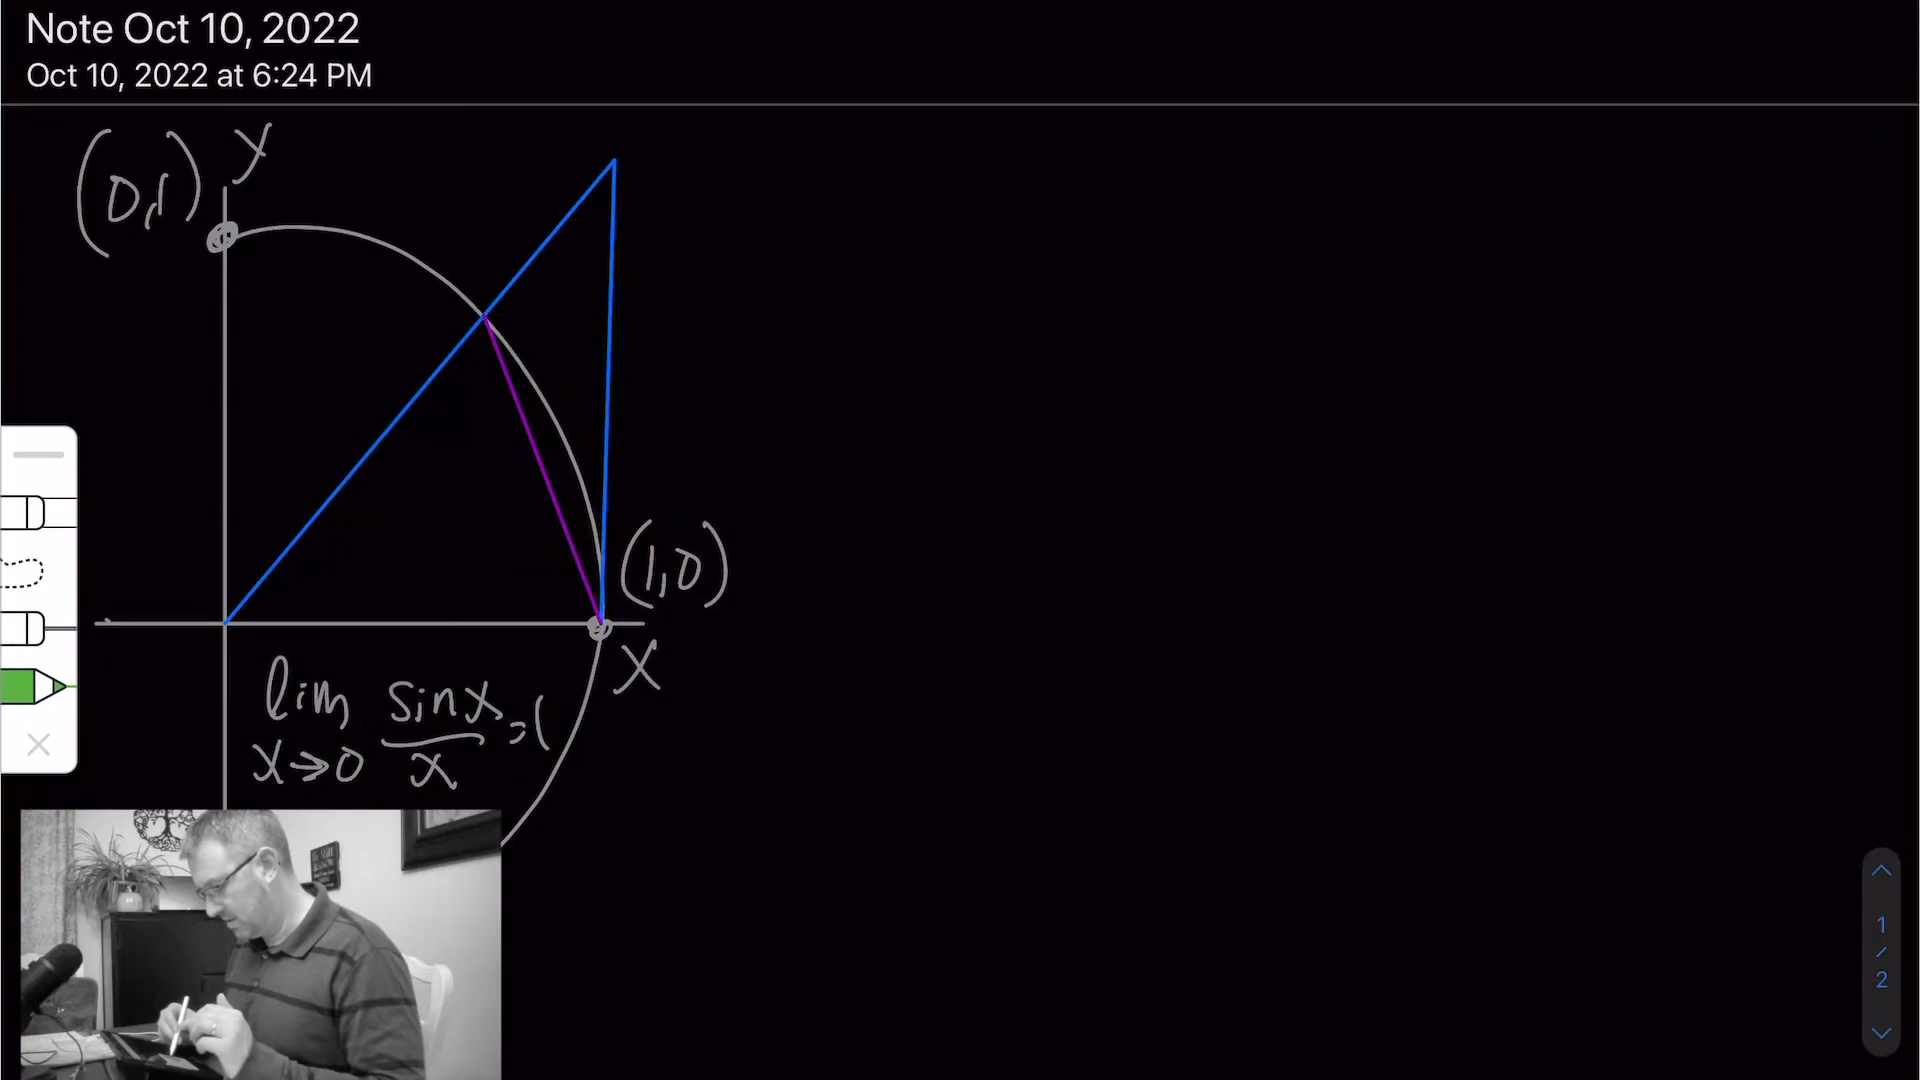 Note Oct 10, 2022
Oct 10, 2022 at 6:24 PM
(0,1) y
(1,0)
x
lim sinx = 1
x→0 x
1
/
2